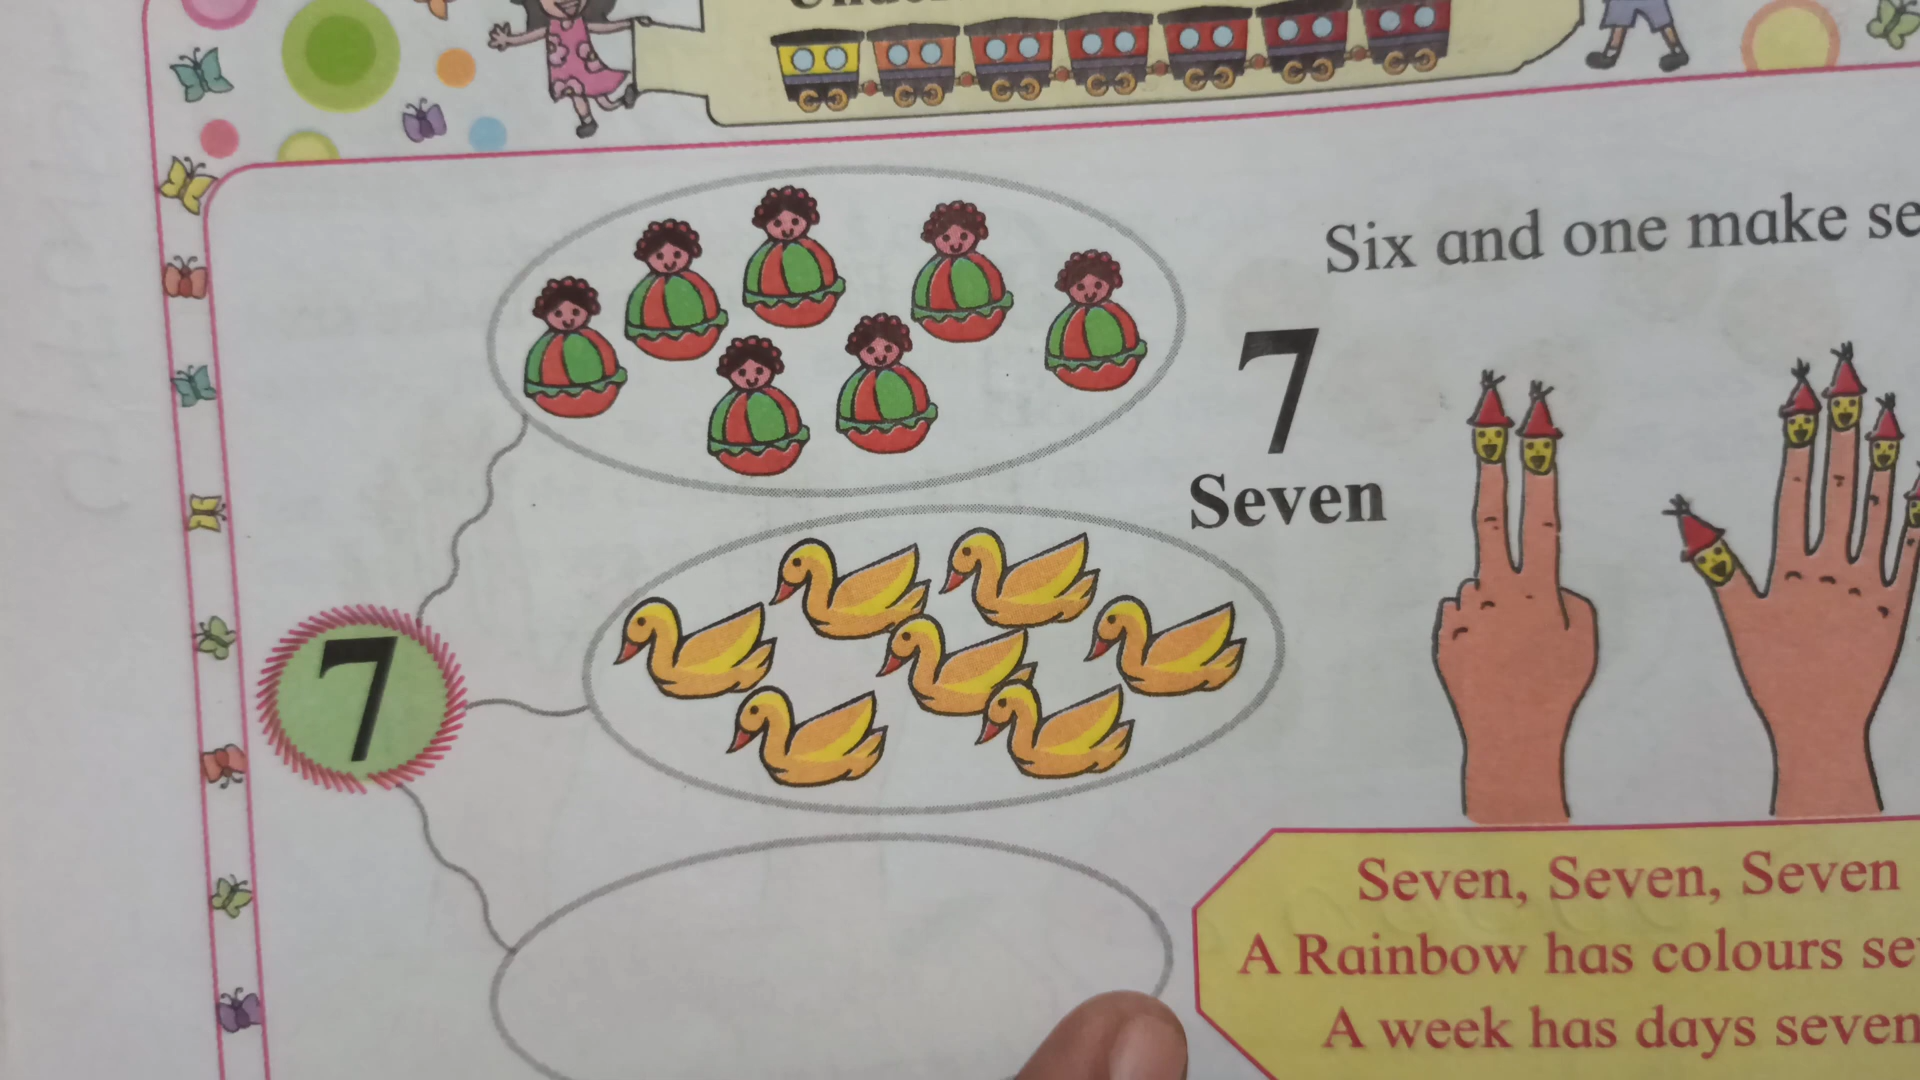 Six and one make
7
Seven
7
Seven, Seven, Seven
A Rainbow has colours
A week has days seven